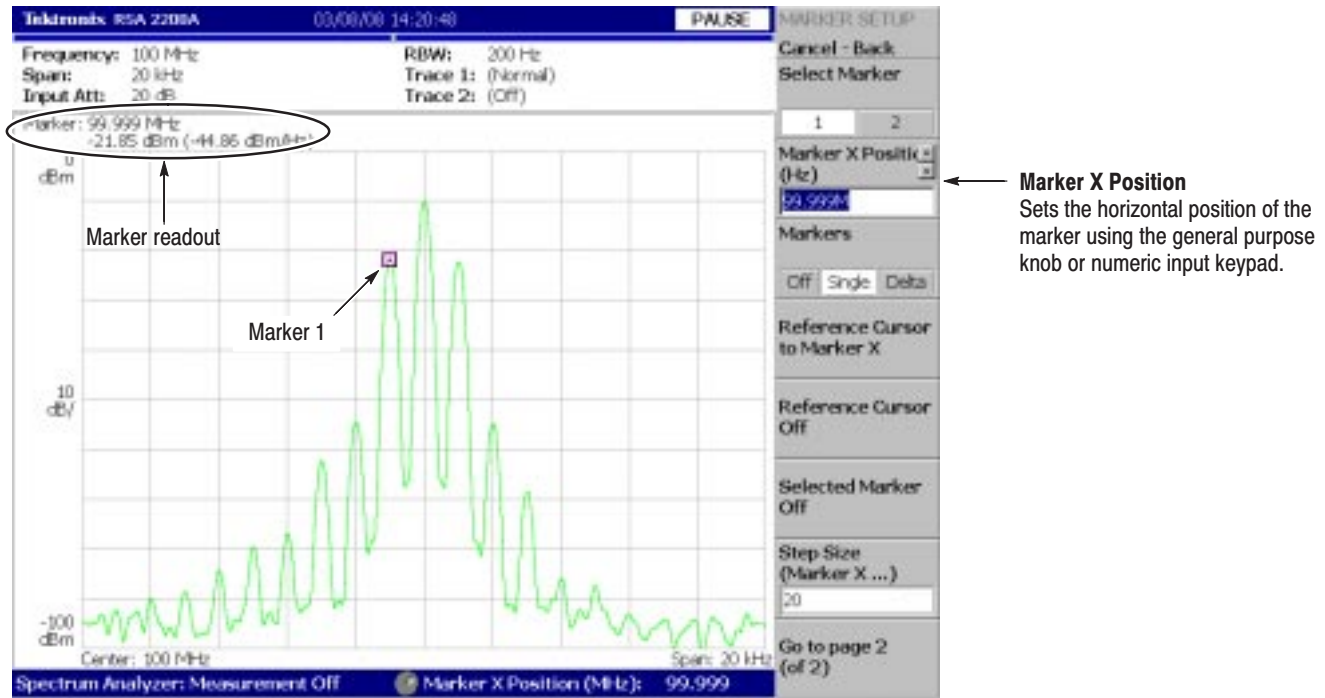 Tektronix RSA 2200A 03/08/08 14:20:48 PAUSE
Frequency: 100 MHz
Span: 20 kHz
Input Att: 20 dB
RBW: 200 Hz
Trace 1: (Normal)
Trace 2: (Off)
Marker: 99.999 MHz
-21.85 dBm (-44.86 dBm/Hz)
0
dBm
Marker readout
Marker 1
10
dB/
-100
dBm
Center: 100 MHz
Span: 20 kHz
Spectrum Analyzer: Measurement Off
Marker X Position (MHz): 99.999
MARKER SETUP
Cancel - Back
Select Marker
1 2
Marker X Positio
(Hz)
99.999M
Markers
Off Single Delta
Reference Cursor
to Marker X
Reference Cursor
Off
Selected Marker
Off
Step Size
(Marker X ...)
20
Go to page 2
(of 2)
Marker X Position
Sets the horizontal position of the
marker using the general purpose
knob or numeric input keypad.